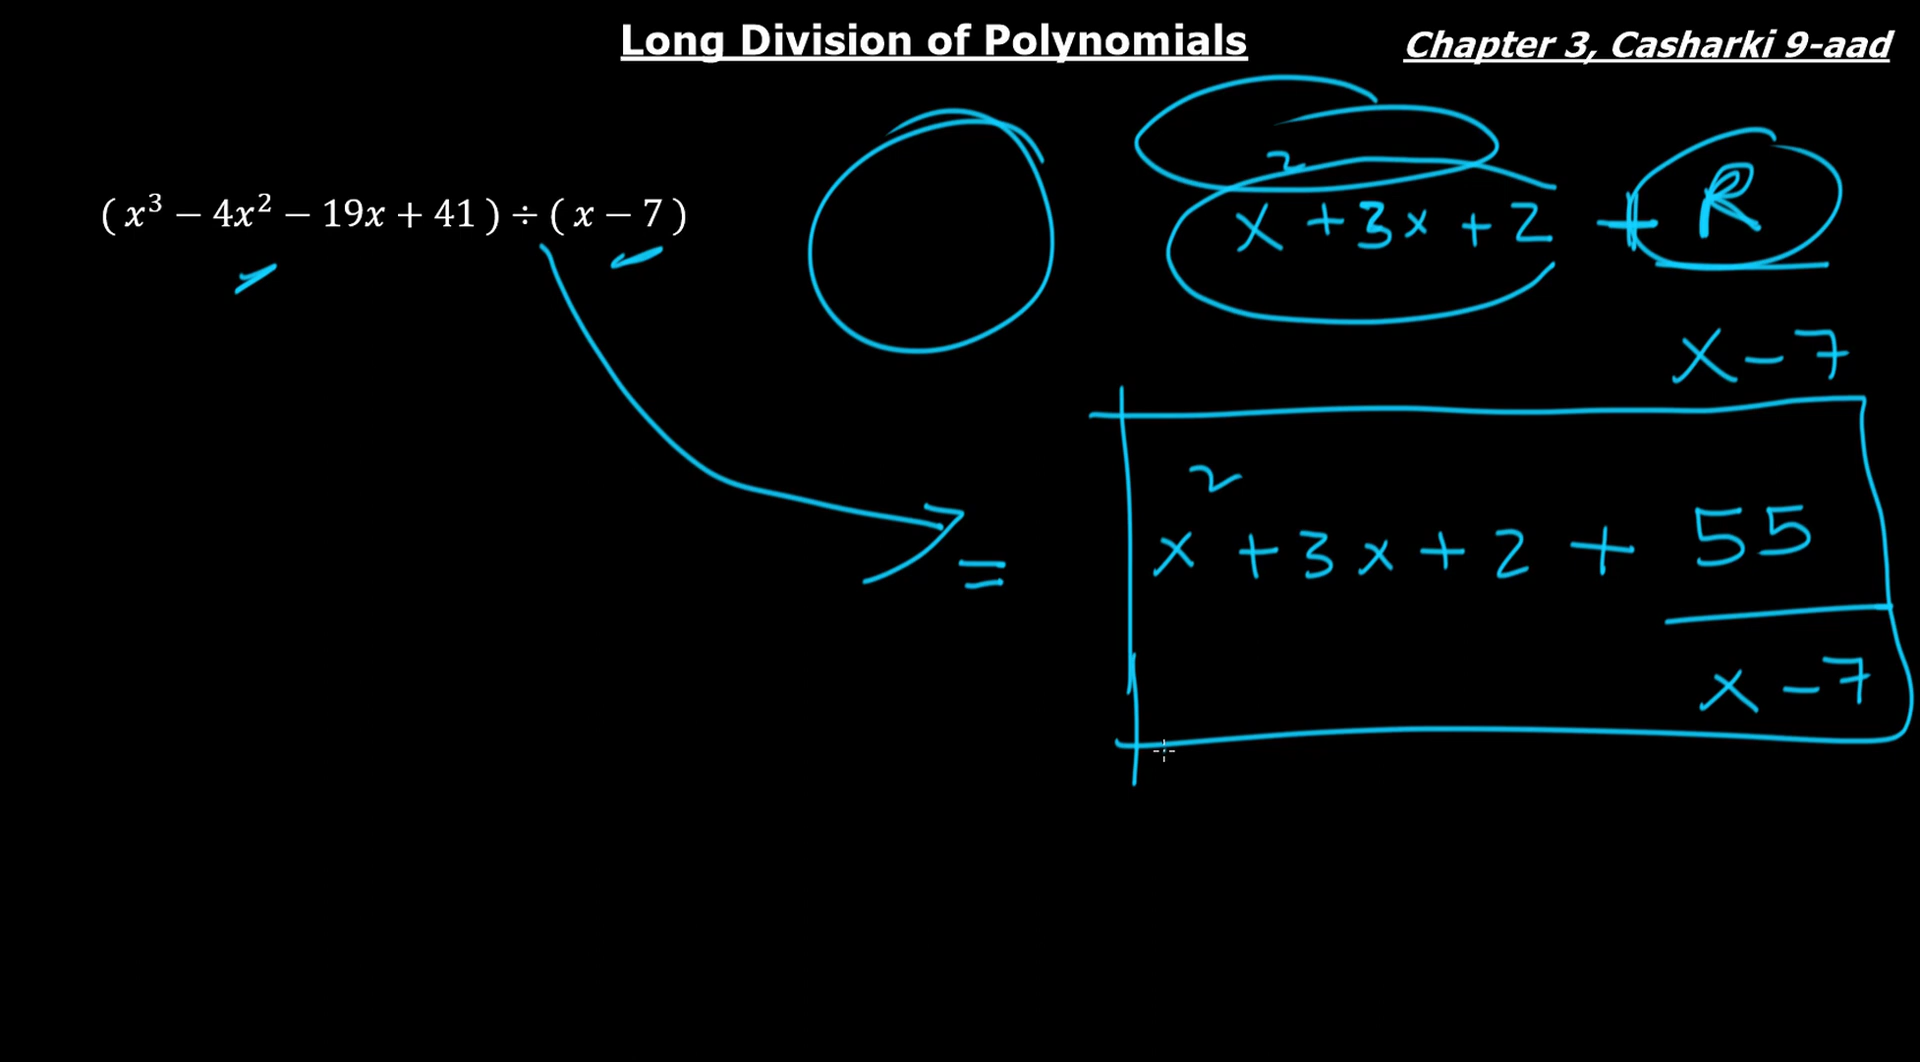 Long Division of Polynomials
Chapter 3, Casharki 9-aad
( x³ − 4x² − 19x + 41 ) ÷ ( x − 7 )
x² + 3x + 2 + R
x − 7
= x² + 3x + 2 + 55
x − 7